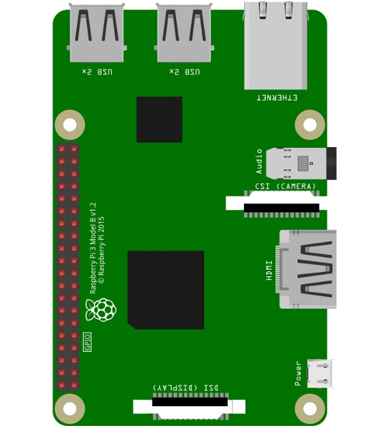 USB 2x
USB 2x
ETHERNET
Audio
CSI (CAMERA)
Raspberry Pi 3 Model B v1.2
© Raspberry Pi 2015
HDMI
GPIO
Power
DSI (DISPLAY)